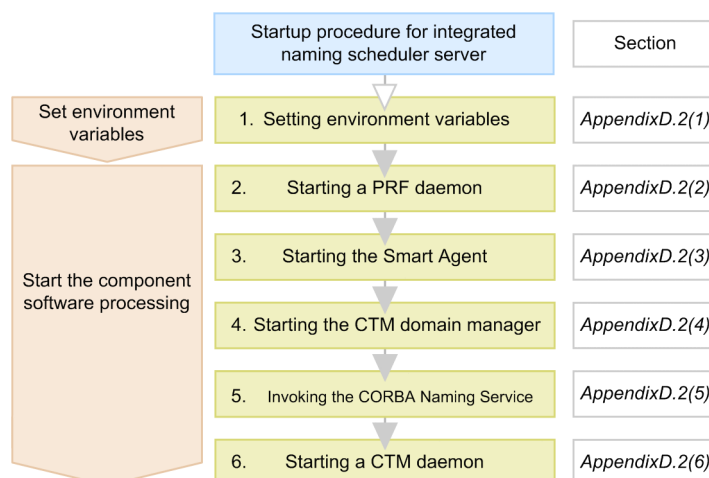 Startup procedure for integrated
naming scheduler server
Section
Set environment
variables
1. Setting environment variables
AppendixD.2(1)
2. Starting a PRF daemon
AppendixD.2(2)
3. Starting the Smart Agent
AppendixD.2(3)
Start the component
software processing
4. Starting the CTM domain manager
AppendixD.2(4)
5. Invoking the CORBA Naming Service
AppendixD.2(5)
6. Starting a CTM daemon
AppendixD.2(6)